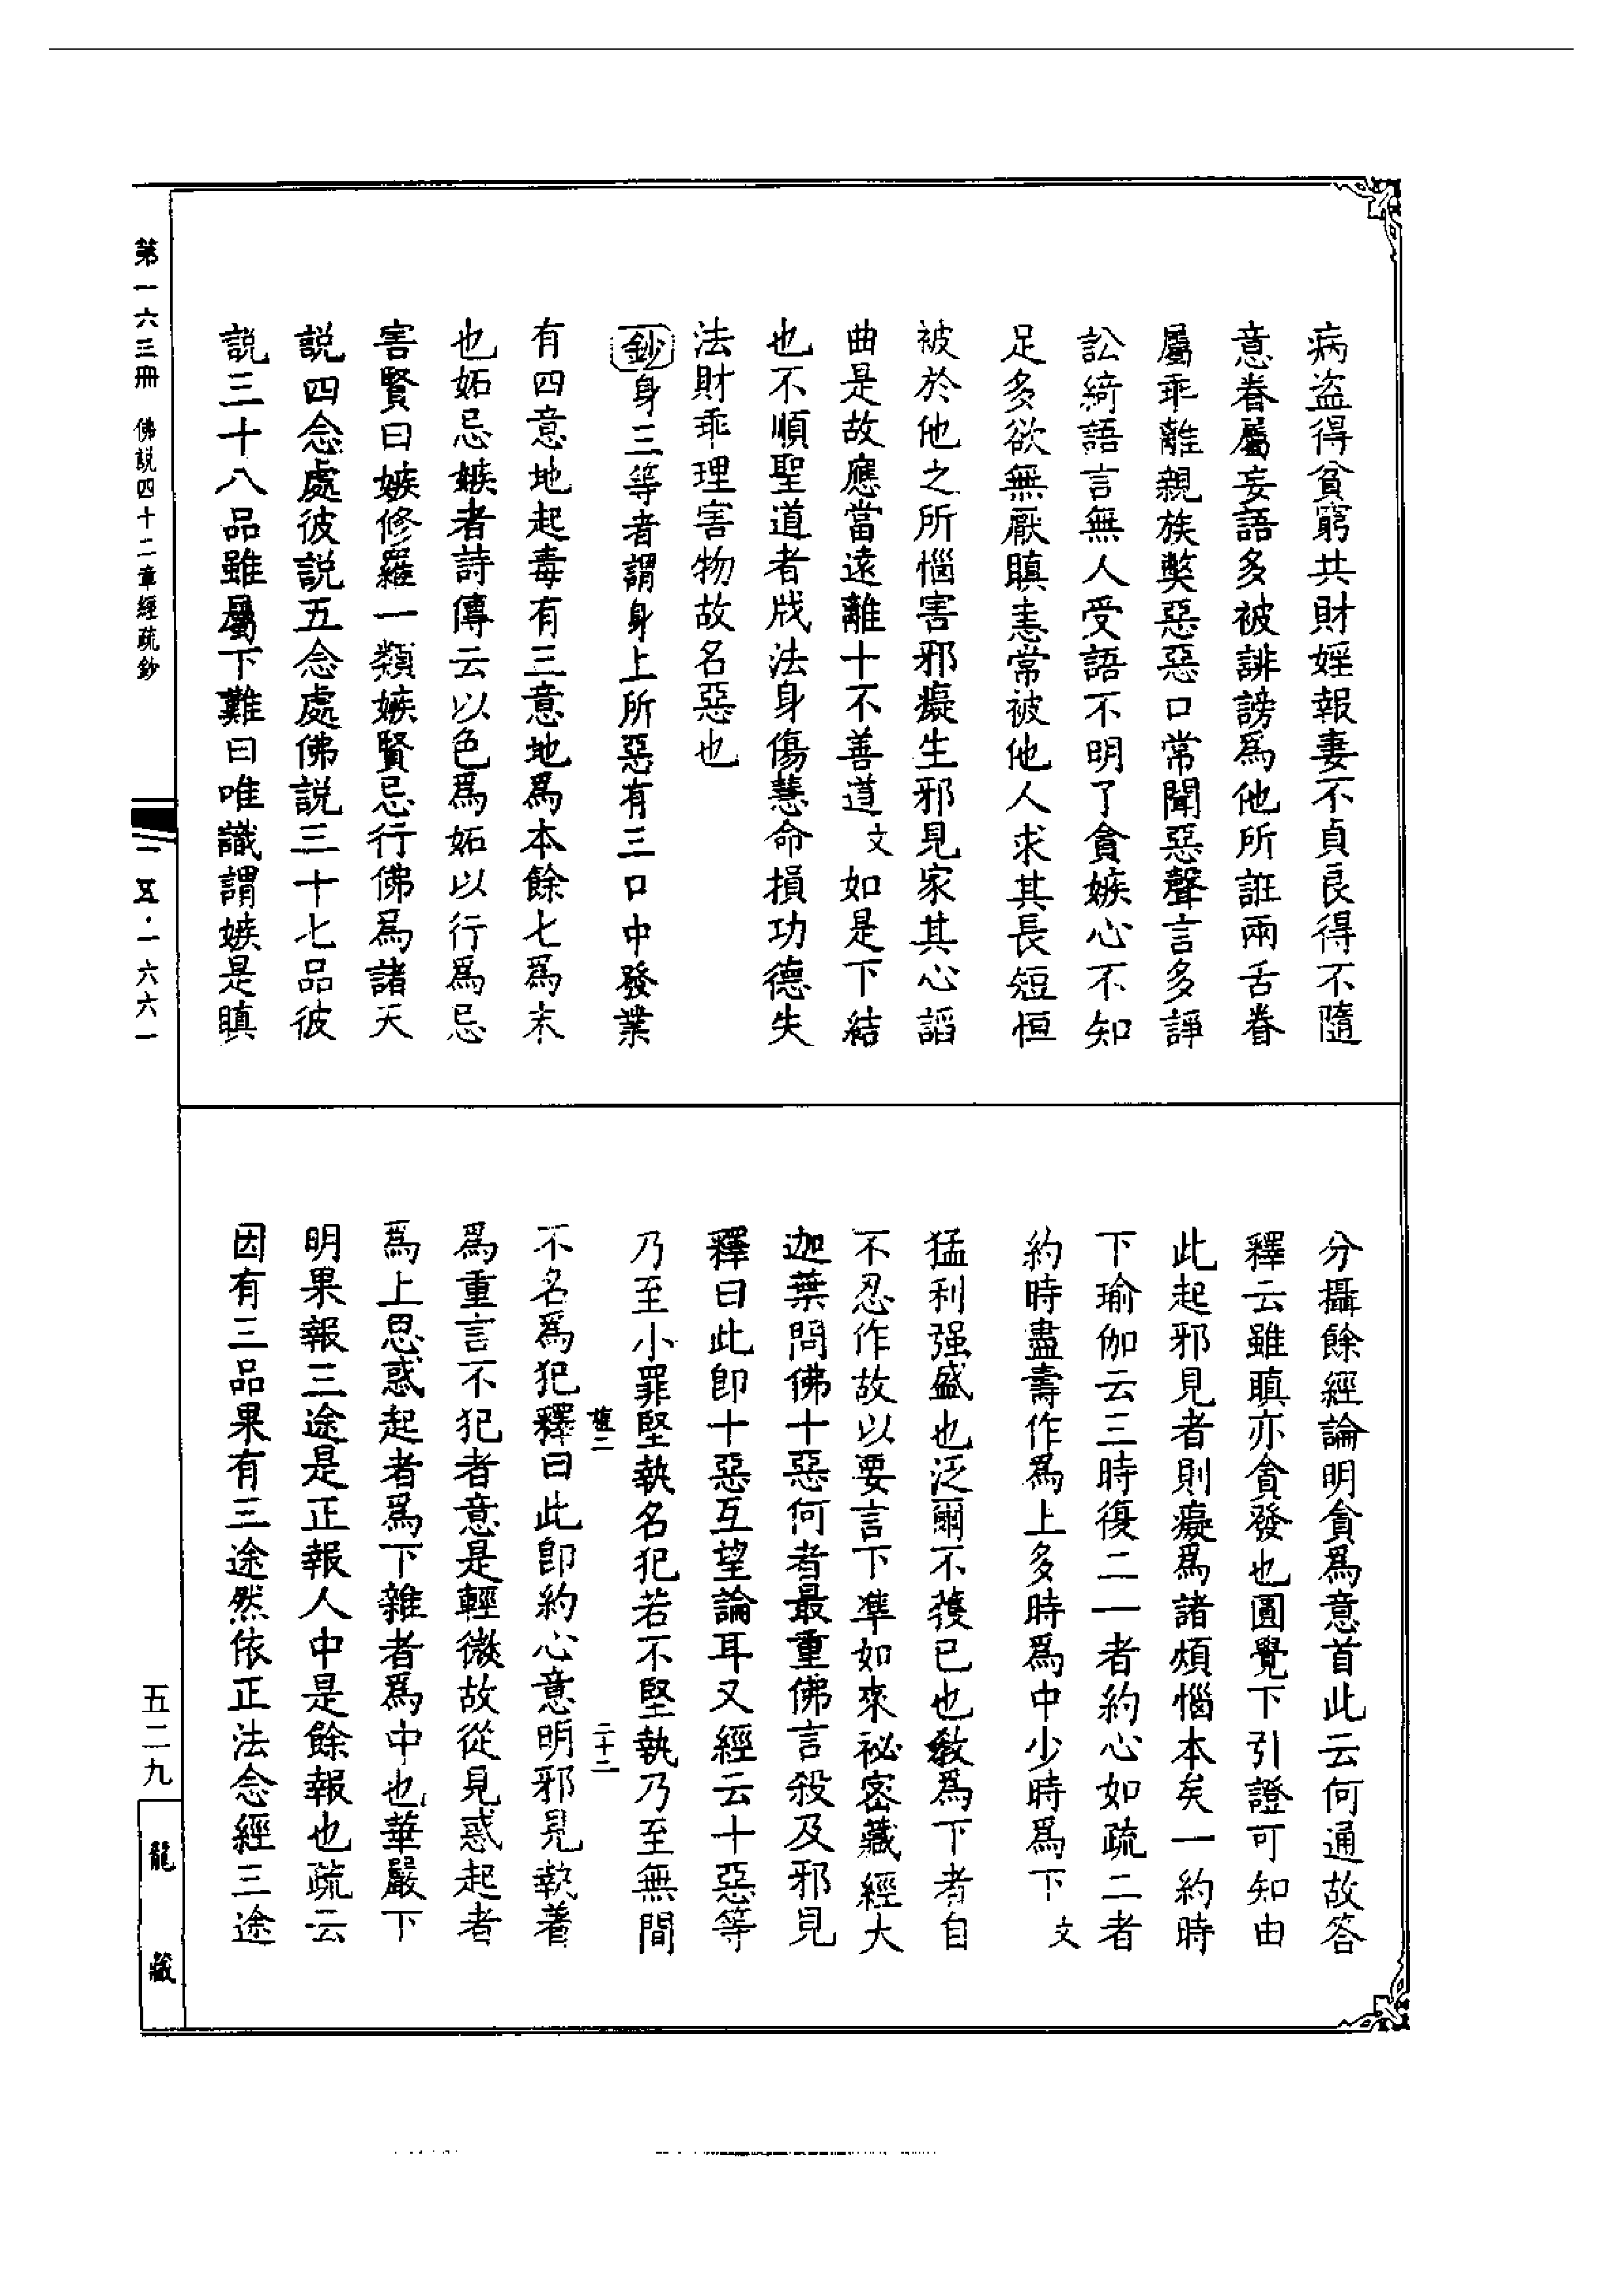 病盜得貧窮共財婬報妻不貞良得不隨
意眷屬妄語多被誹謗爲他所誑兩舌眷
屬乖離親族獘惡惡口常聞惡聲言多諍
訟綺語言無人受語不明了貪嫉心不知
足多欲無厭瞋恚常被他人求其長短恒
被於他之所惱害邪癡生邪見家其心諂
曲是故應當遠離十不善道文如是下結
也不順聖道者戕法身傷慧命損功德失
法財乖理害物故名惡也
鈔身三等者謂身上所惡有三口中發業
有四意地起毒有三意地爲本餘七爲末
也妬忌嫉者詩傳云以色爲妬以行爲忌
害賢曰嫉修羅一類嫉賢忌行佛爲諸天
説四念處彼説五念處佛説三十七品彼
説三十八品雖屬下難曰唯識謂嫉是瞋
分攝餘經論明貪爲意首此云何通故答
釋云雖瞋亦貪發也圓覺下引證可知由
此起邪見者則癡爲諸煩惱本矣一約時
下瑜伽云三時復二一者約心如疏二者
約時盡壽作爲上多時爲中少時爲下文
猛利强盛也泛爾不獲已也教爲下者自
不忍作故以要言下凖如來祕密藏經大
迦葉問佛十惡何者最重佛言殺及邪見
釋曰此卽十惡互望論耳又經云十惡等
乃至小罪堅執名犯若不堅執乃至無間
二十二
不名爲犯釋曰此卽約心意明邪見執着
爲重言不犯者意是輕微故從見惑起者
爲上思惑起者爲下雜者爲中也華嚴下
明果報三途是正報人中是餘報也疏云
因有三品果有三途然依正法念經三途
第一六三冊 佛説四十二章經疏鈔
一五·一六六一
五二九
龍藏